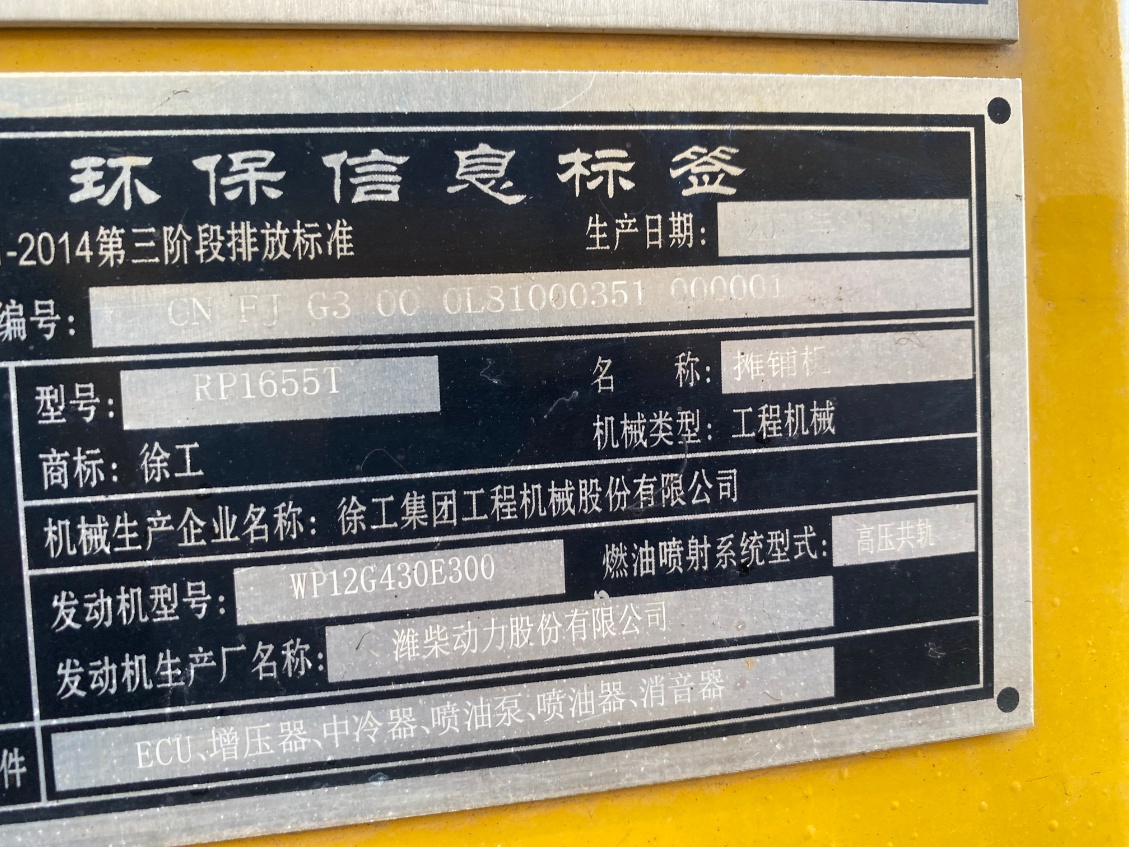 环保信息标签
-2014第三阶段排放标准 生产日期:
编号: CN FJ G3 00 0L81000351 000001
型号: RP1655T 名 称: 摊铺机
商标: 徐工 机械类型: 工程机械
机械生产企业名称: 徐工集团工程机械股份有限公司
发动机型号: WP12G430E300 燃油喷射系统型式: 高压共轨
发动机生产厂名称: 潍柴动力股份有限公司
件 ECU、增压器、中冷器、喷油泵、喷油器、消音器